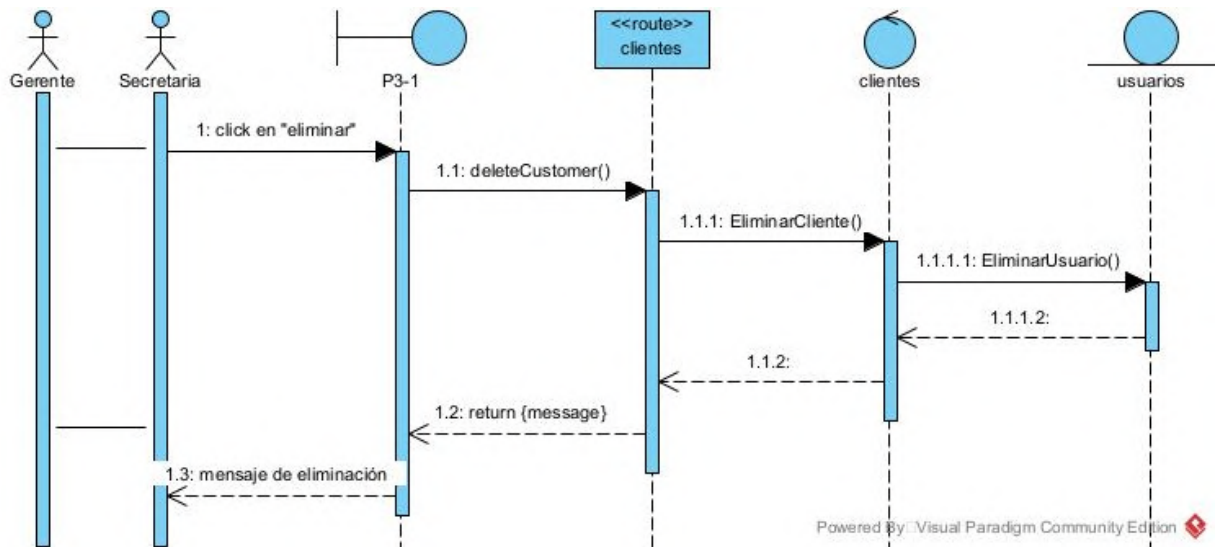 <<route>>
clientes
Gerente
Secretaria
P3-1
clientes
usuarios
1: click en "eliminar"
1.1: deleteCustomer()
1.1.1: EliminarCliente()
1.1.1.1: EliminarUsuario()
1.1.1.2:
1.1.2:
1.2: return {message}
1.3: mensaje de eliminación
Powered By Visual Paradigm Community Edition